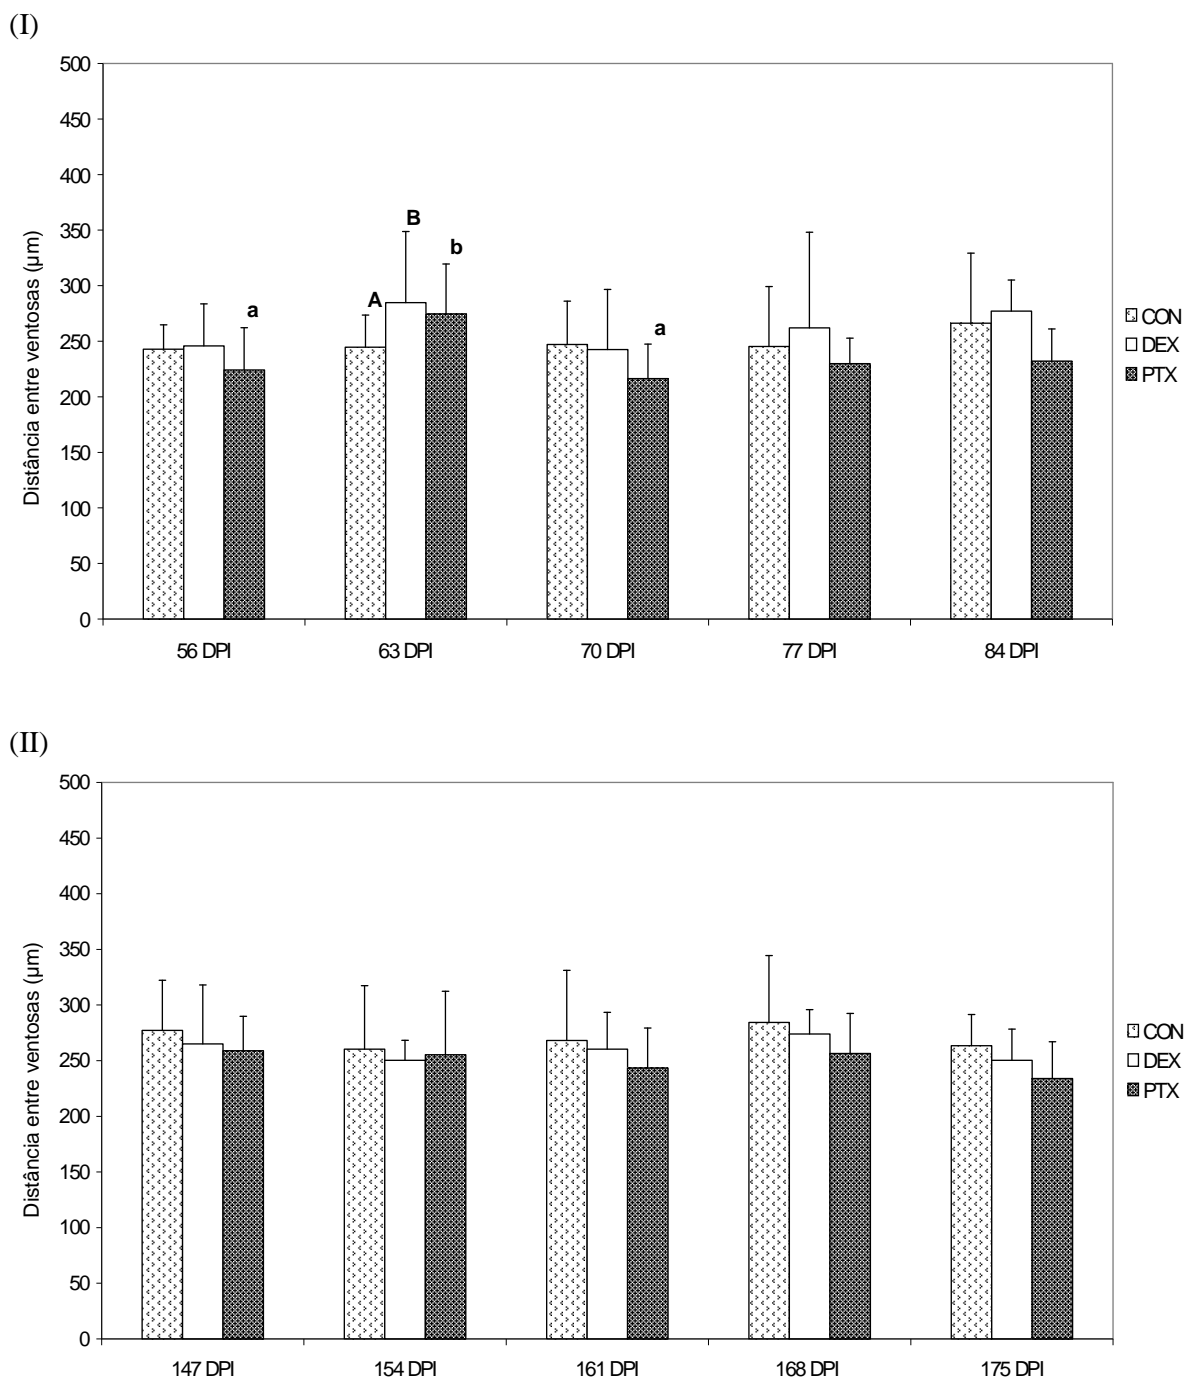 (I)
500
450
400
350
300
250
200
150
100
50
0
Distância entre ventosas (µm)
a
A
B
b
a
56 DPI
63 DPI
70 DPI
77 DPI
84 DPI
CON
DEX
PTX
(II)
500
450
400
350
300
250
200
150
100
50
0
Distância entre ventosas (µm)
147 DPI
154 DPI
161 DPI
168 DPI
175 DPI
CON
DEX
PTX